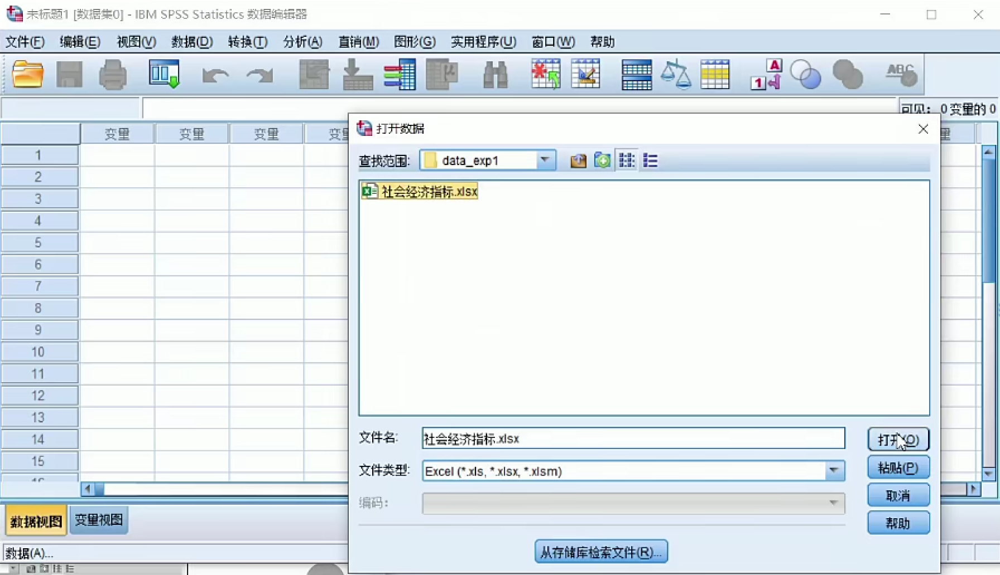 未标题1 [数据集0] - IBM SPSS Statistics 数据编辑器
文件(F) 编辑(E) 视图(V) 数据(D) 转换(T) 分析(A) 直销(M) 图形(G) 实用程序(U) 窗口(W) 帮助
可见： 0 变量的 0
变量 变量 变量
打开数据
查找范围: data_exp1
社会经济指标.xlsx
1
2
3
4
5
6
7
8
9
10
11
12
13
14
15
文件名: 社会经济指标.xlsx 打开(O)
文件类型: Excel (*.xls, *.xlsx, *.xlsm) 粘贴(P)
编码: 取消
帮助
从存储库检索文件(R)...
数据视图 变量视图
数据(A)...